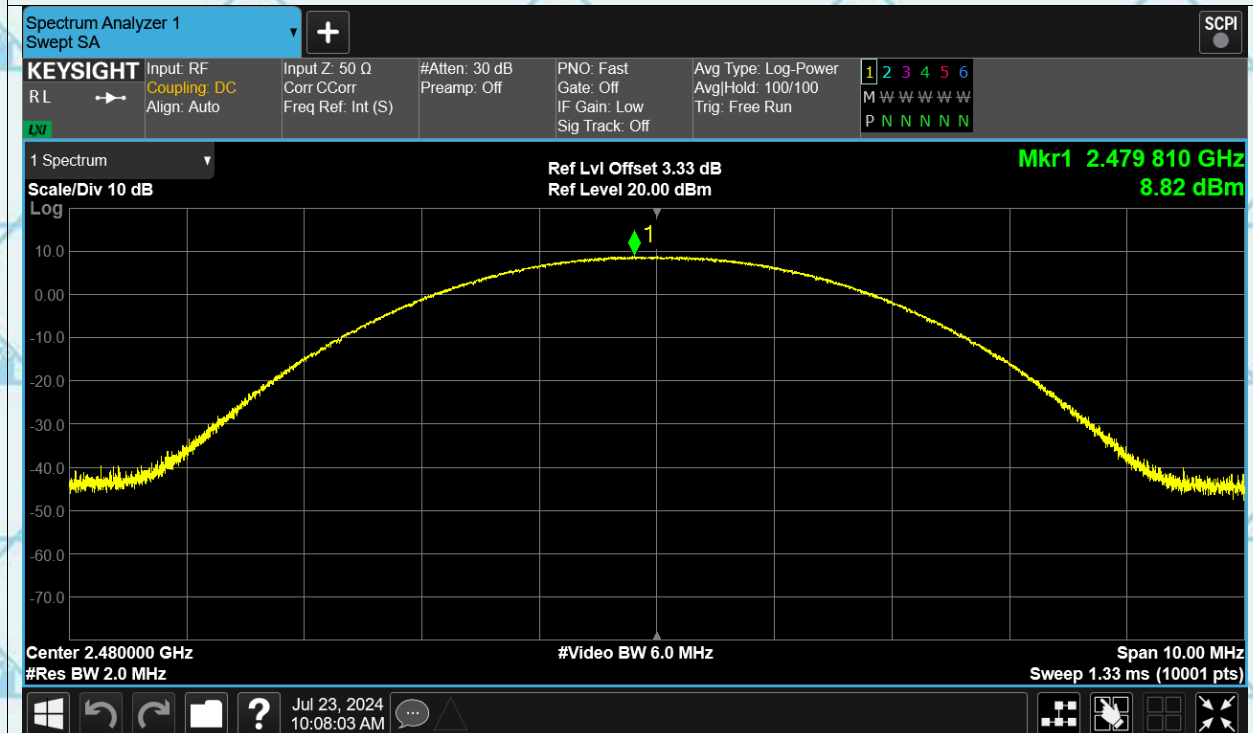 Spectrum Analyzer 1
Swept SA
+
SCPI
KEYSIGHT
RL
LXI
Input: RF
Coupling: DC
Align: Auto
Input Z: 50 Ω
Corr CCorr
Freq Ref: Int (S)
#Atten: 30 dB
Preamp: Off
PNO: Fast
Gate: Off
IF Gain: Low
Sig Track: Off
Avg Type: Log-Power
Avg|Hold: 100/100
Trig: Free Run
1 2 3 4 5 6
M W W W W W
P N N N N N
1 Spectrum
Scale/Div 10 dB
Log
Ref Lvl Offset 3.33 dB
Ref Level 20.00 dBm
Mkr1 2.479 810 GHz
8.82 dBm
1
10.0
0.00
-10.0
-20.0
-30.0
-40.0
-50.0
-60.0
-70.0
Center 2.480000 GHz
#Res BW 2.0 MHz
#Video BW 6.0 MHz
Span 10.00 MHz
Sweep 1.33 ms (10001 pts)
?
Jul 23, 2024
10:08:03 AM